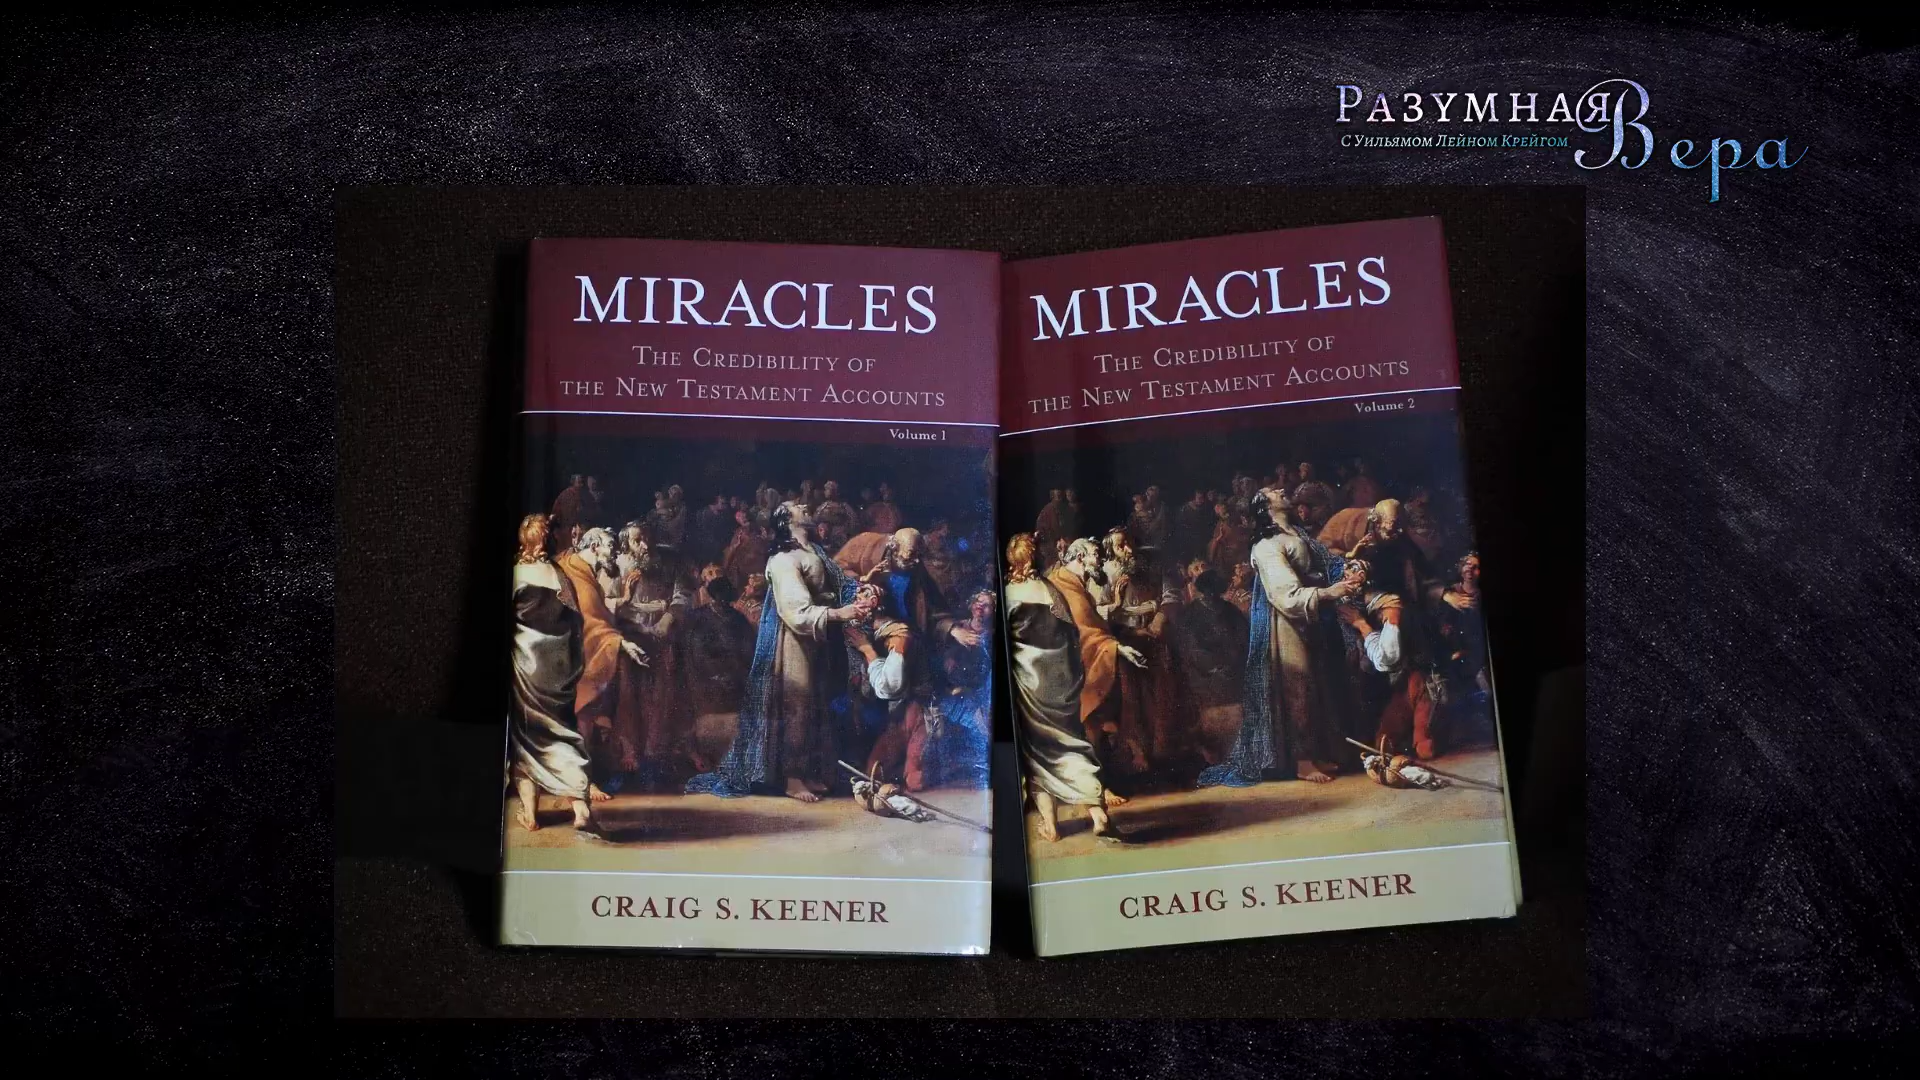 РАЗУМНАЯ Вера
С УИЛЬЯМОМ ЛЕЙНОМ КРЕЙГОМ
MIRACLES
THE CREDIBILITY OF
THE NEW TESTAMENT ACCOUNTS
Volume 1
CRAIG S. KEENER
MIRACLES
THE CREDIBILITY OF
THE NEW TESTAMENT ACCOUNTS
Volume 2
CRAIG S. KEENER